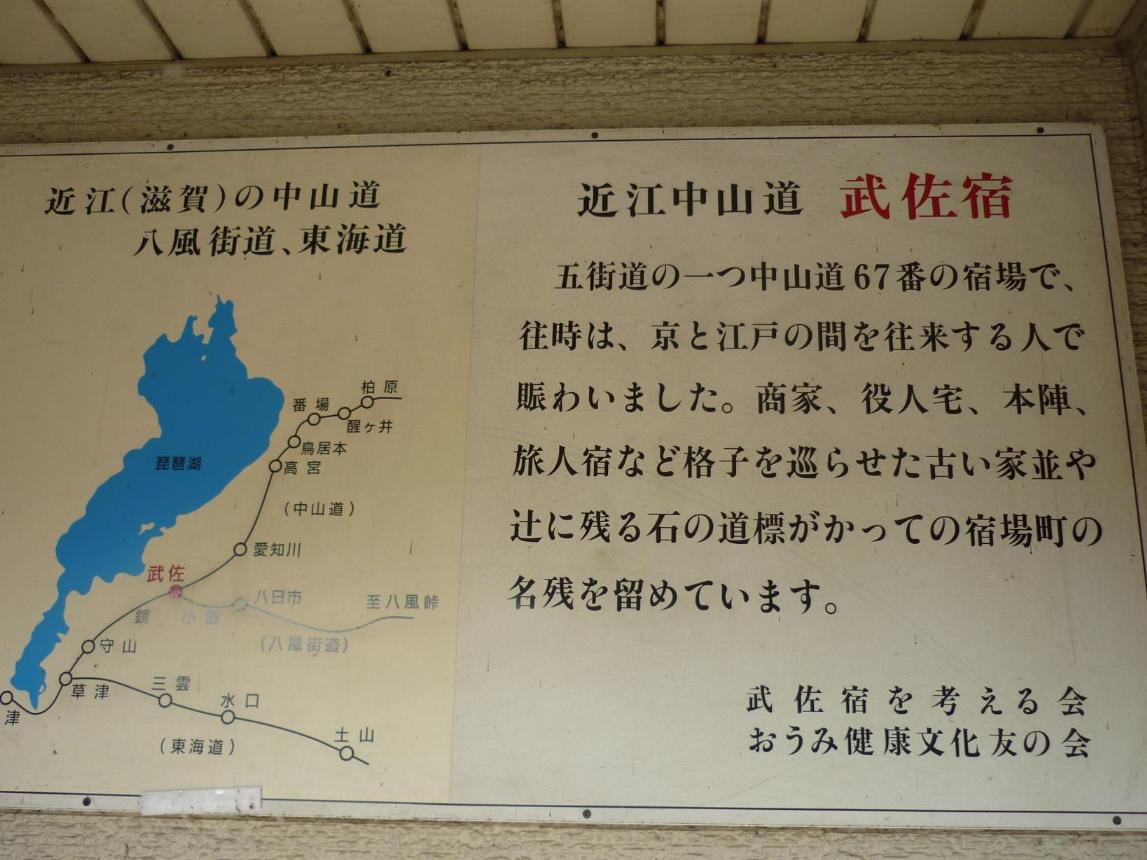 近江(滋賀)の中山道
八風街道、東海道
柏原
番場
醒ヶ井
鳥居本
高宮
琵琶湖
(中山道)
愛知川
武佐
八日市
至八風峠
鏡
小脇
(八風街道)
守山
草津
津
三雲
水口
土山
(東海道)
近江中山道 武佐宿
五街道の一つ中山道67番の宿場で、
往時は、京と江戸の間を往来する人で
賑わいました。商家、役人宅、本陣、
旅人宿など格子を巡らせた古い家並や
辻に残る石の道標がかっての宿場町の
名残を留めています。
武佐宿を考える会
おうみ健康文化友の会